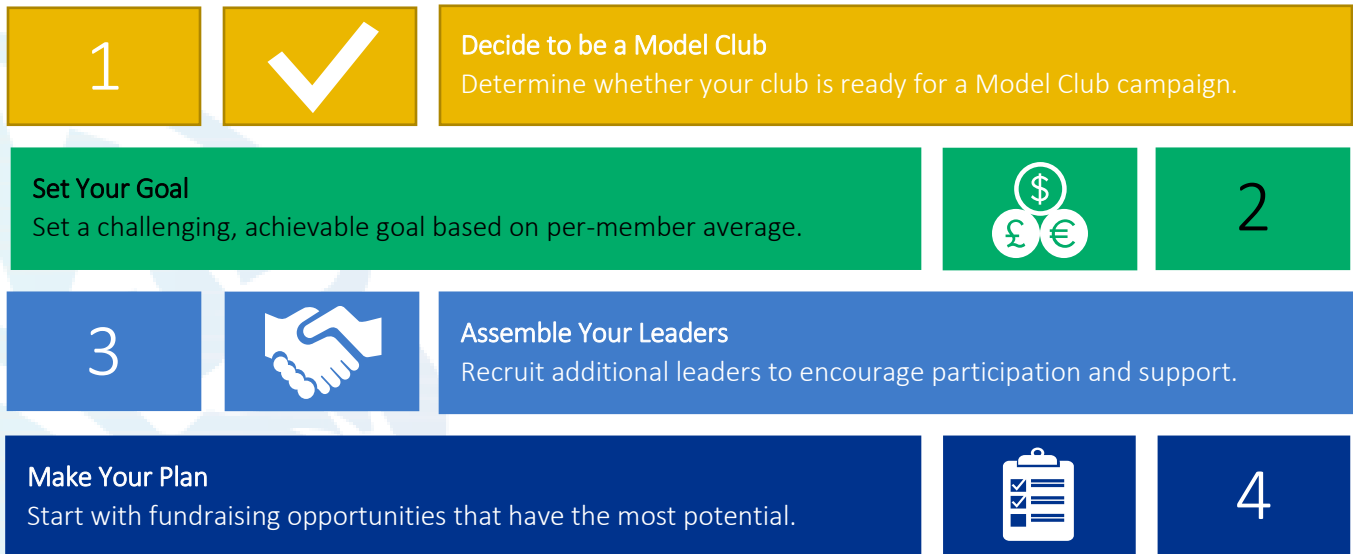 1
Decide to be a Model Club
Determine whether your club is ready for a Model Club campaign.
Set Your Goal
Set a challenging, achievable goal based on per-member average.
$
£ €
2
3
Assemble Your Leaders
Recruit additional leaders to encourage participation and support.
Make Your Plan
Start with fundraising opportunities that have the most potential.
4